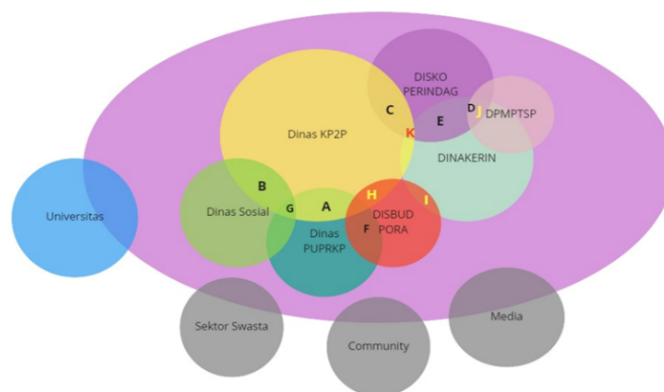 DISKO
PERINDAG
C
D
J
DPMPTSP
E
K
Dinas KP2P
DINAKERIN
B
H
I
Universitas
Dinas Sosial
G
A
DISBUD
PORA
F
Dinas
PUPRKP
Sektor Swasta
Community
Media